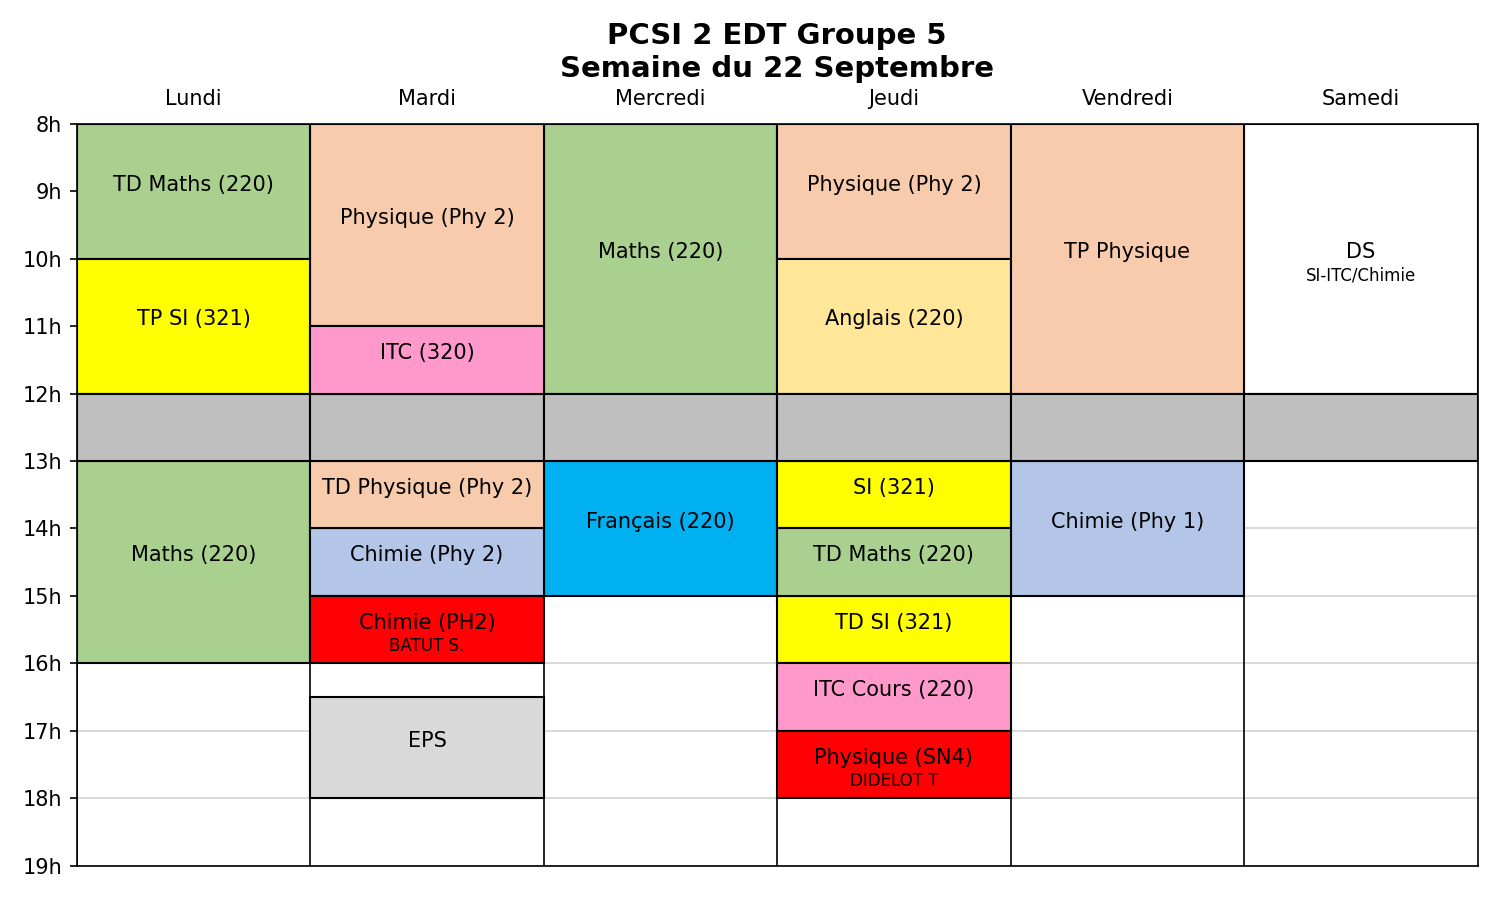 PCSI 2 EDT Groupe 5
Semaine du 22 Septembre
Lundi Mardi Mercredi Jeudi Vendredi Samedi
8h
TD Maths (220) Physique (Phy 2)
9h
Physique (Phy 2)
Maths (220) TP Physique DS
10h
SI-ITC/Chimie
TP SI (321) Anglais (220)
11h
ITC (320)
12h
13h
TD Physique (Phy 2) SI (321)
Français (220) Chimie (Phy 1)
14h
Maths (220) Chimie (Phy 2) TD Maths (220)
15h
Chimie (PH2) TD SI (321)
BATUT S.
16h
ITC Cours (220)
17h
EPS
Physique (SN4)
DIDELOT T
18h
19h